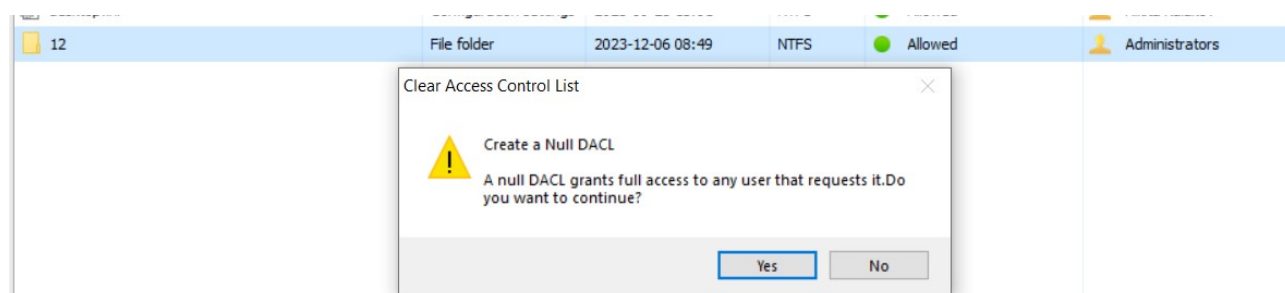 12 File folder 2023-12-06 08:49 NTFS Allowed Administrators
Clear Access Control List
Create a Null DACL
A null DACL grants full access to any user that requests it.Do
you want to continue?
Yes No